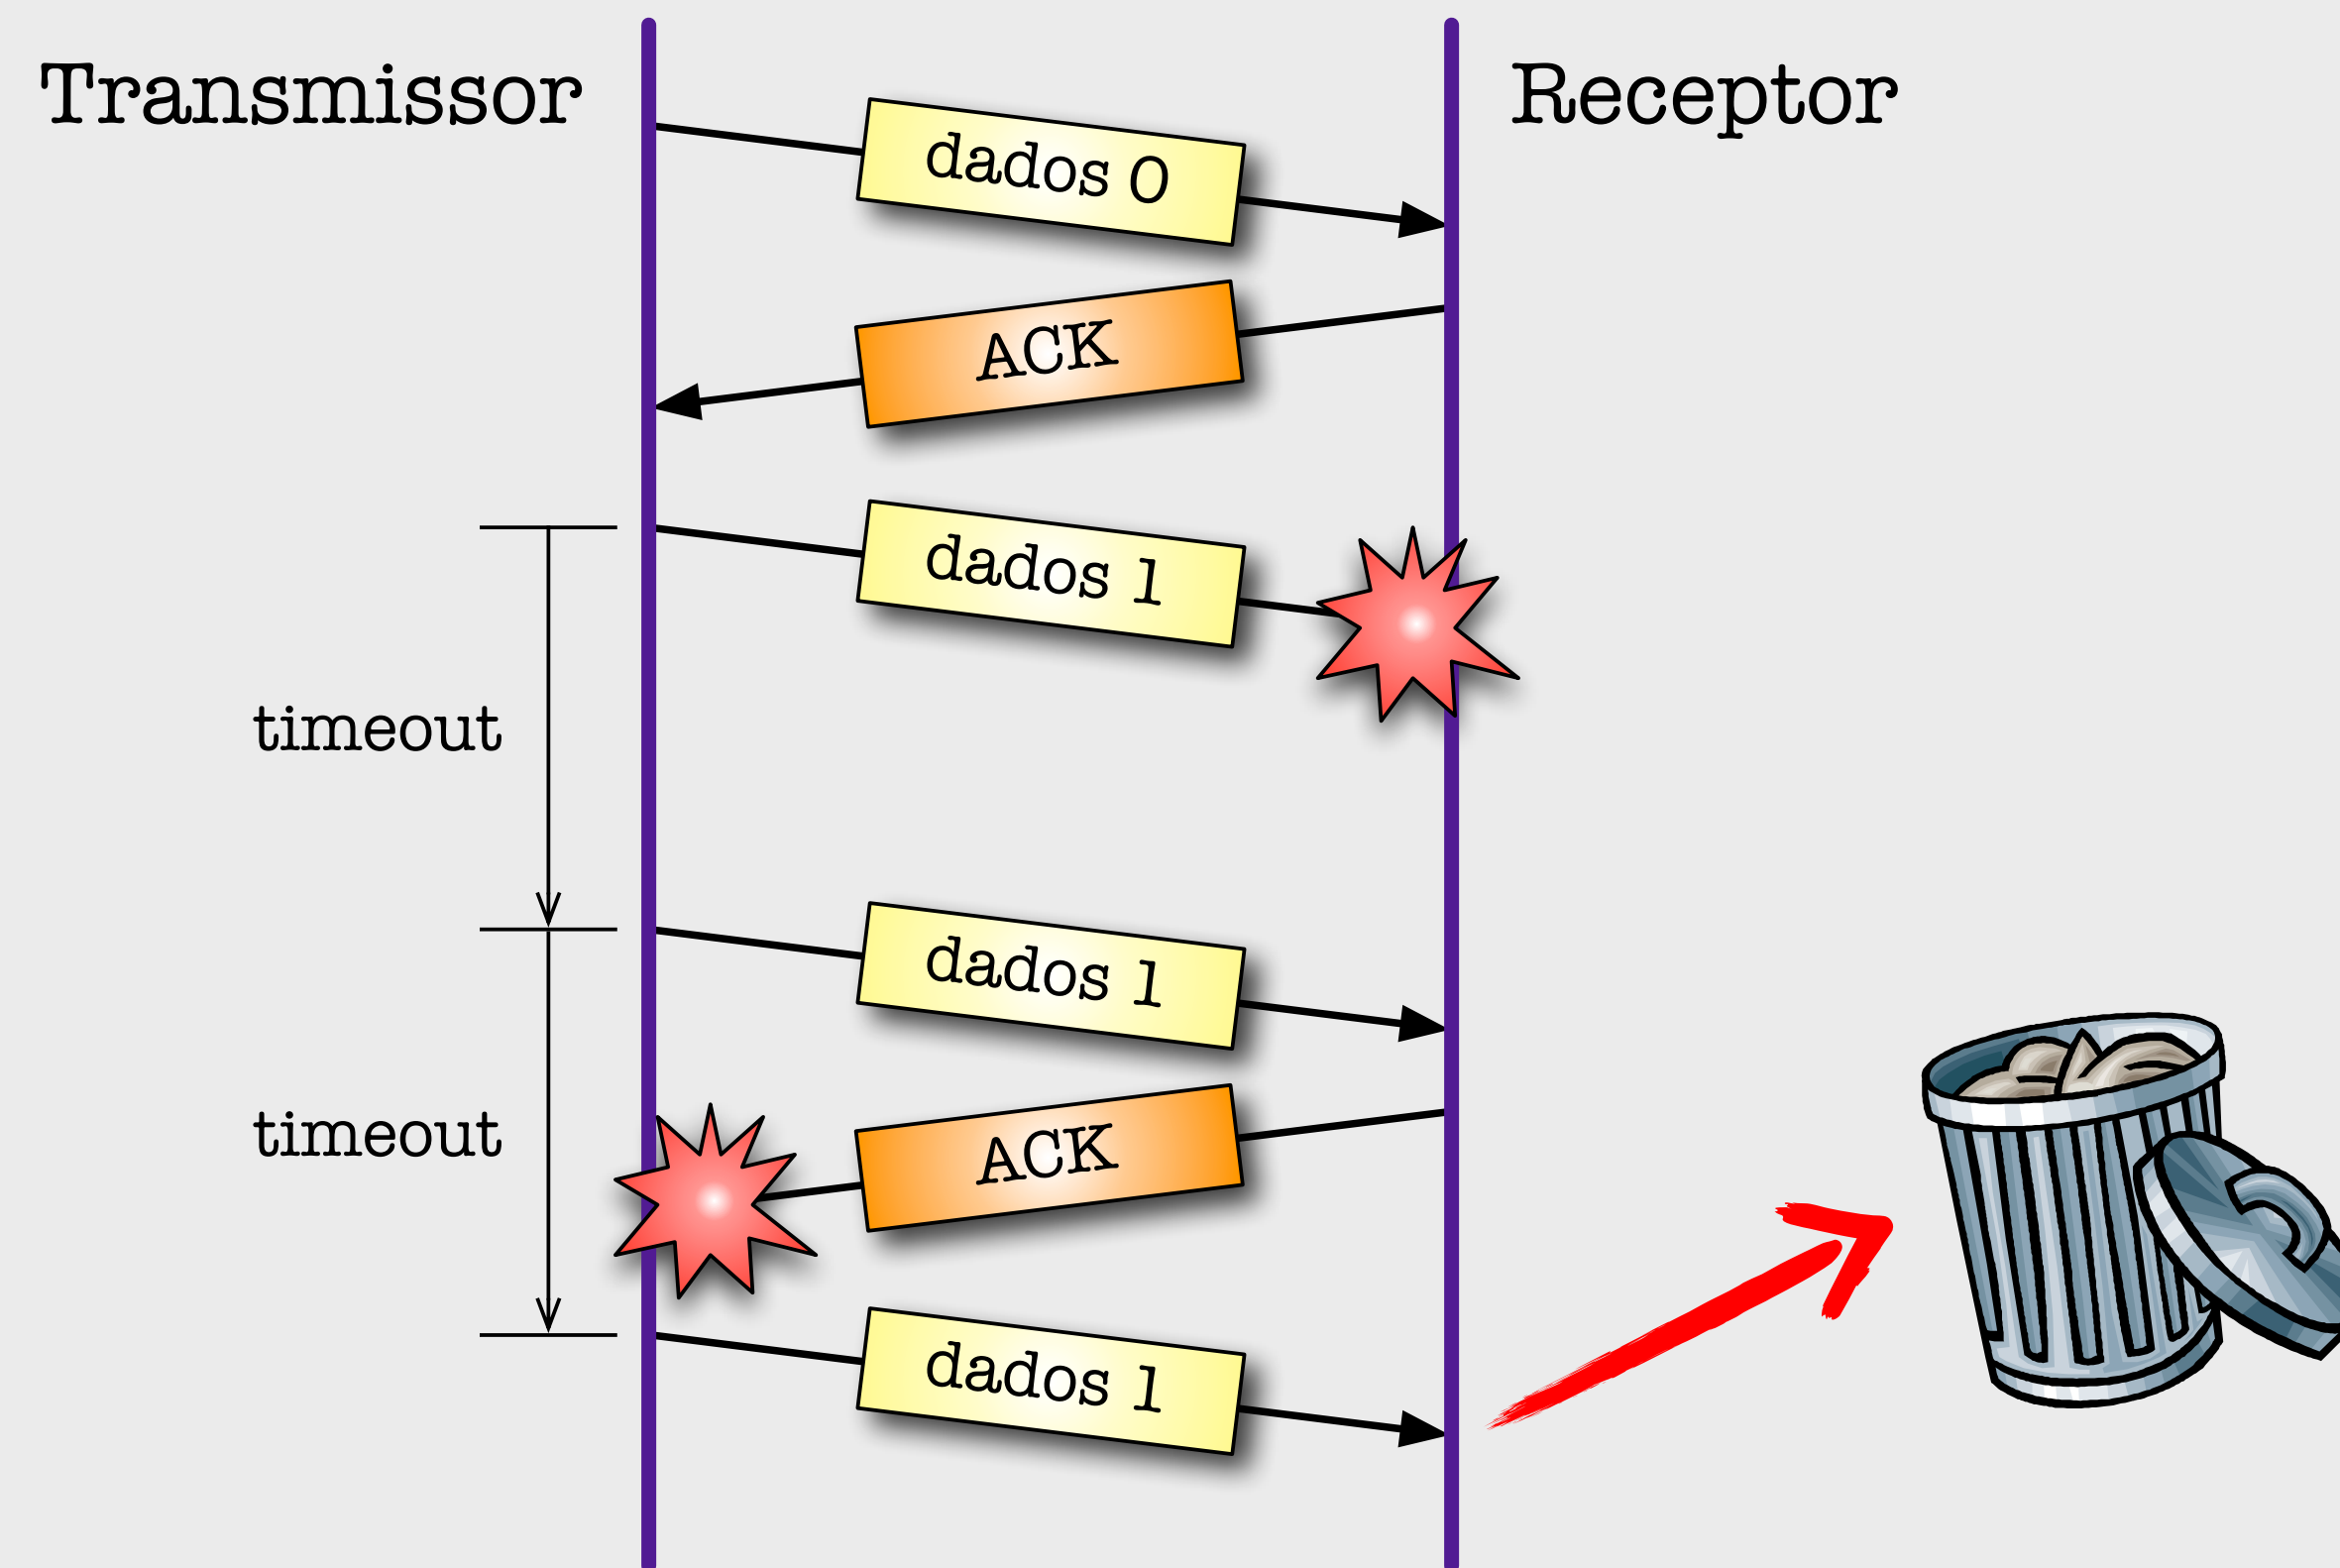 Transmissor
Receptor
dados 0
ACK
dados 1
timeout
dados 1
timeout
ACK
dados 1